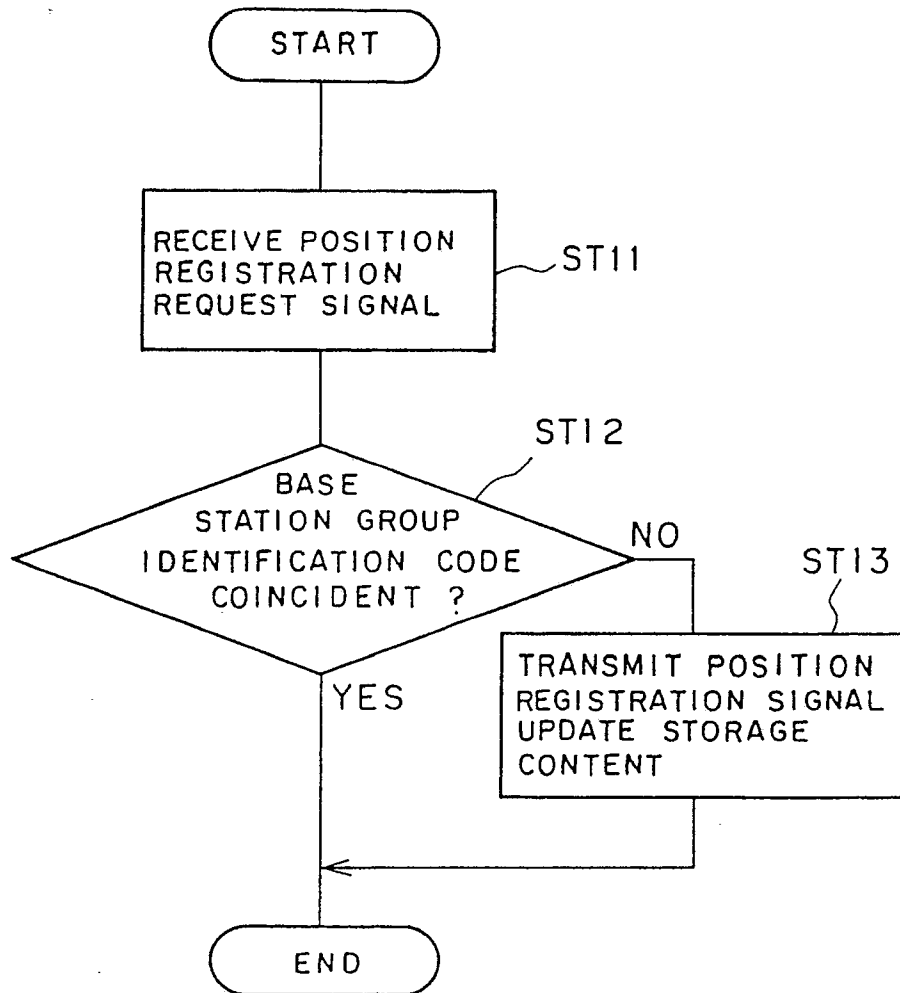 START
RECEIVE POSITION
REGISTRATION
REQUEST SIGNAL
ST11
ST12
BASE
STATION GROUP
IDENTIFICATION CODE
COINCIDENT ?
NO
ST13
TRANSMIT POSITION
REGISTRATION SIGNAL
UPDATE STORAGE
CONTENT
YES
END